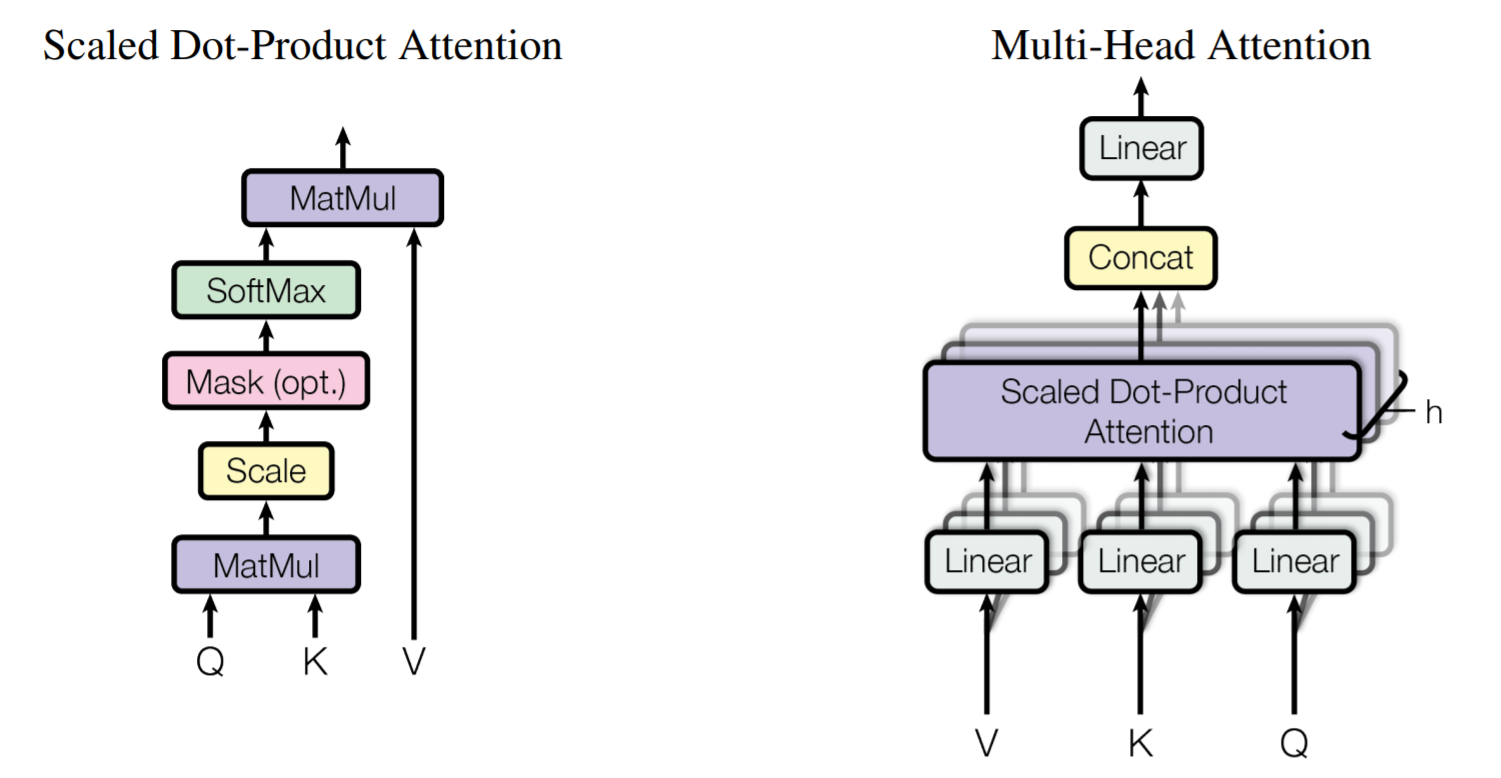 Scaled Dot-Product Attention
MatMul
SoftMax
Mask (opt.)
Scale
MatMul
Q K V
Multi-Head Attention
Linear
Concat
Scaled Dot-Product
Attention
h
Linear Linear Linear
V K Q